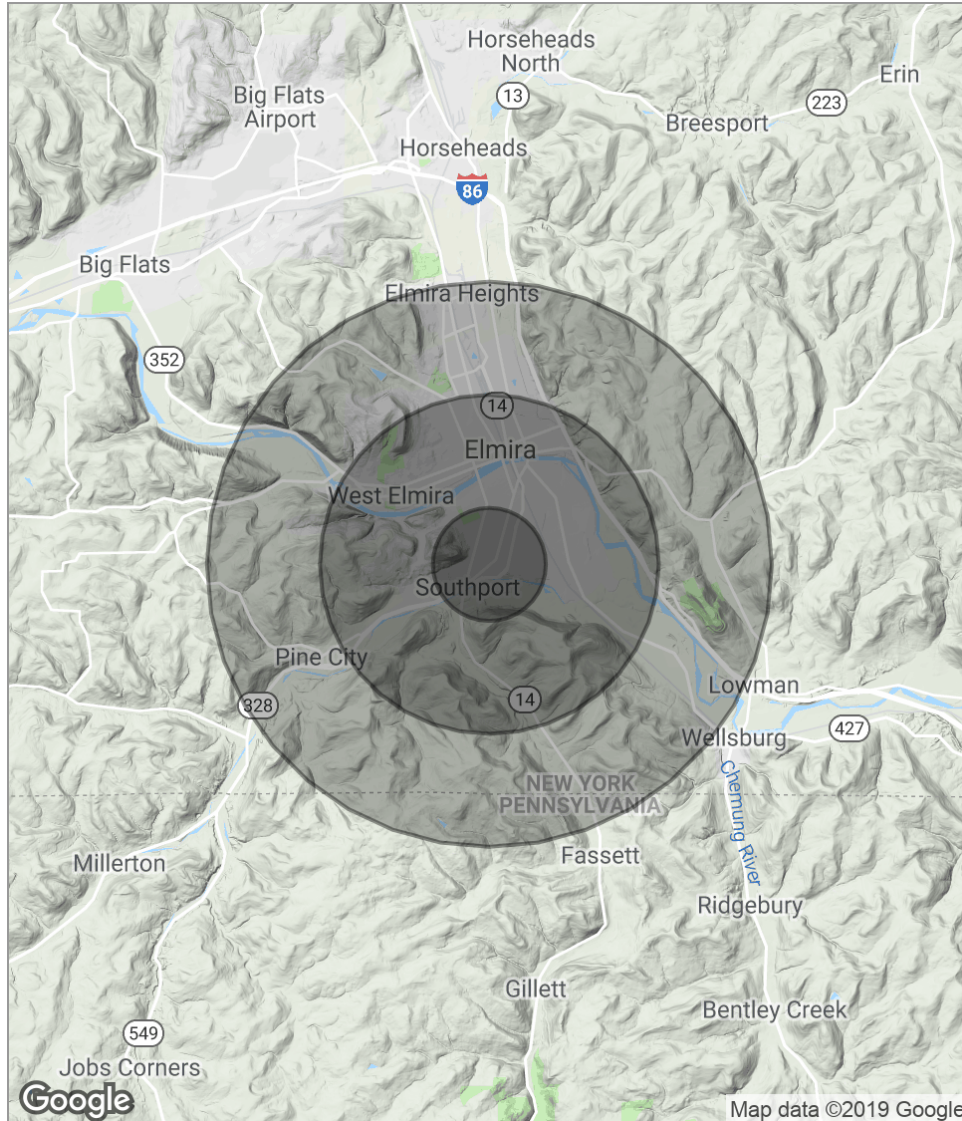 Horseheads
North
Erin
Big Flats
Airport
13
223
Breesport
Horseheads
86
Big Flats
Elmira Heights
352
14
Elmira
West Elmira
Southport
Pine City
Lowman
14
328
427
Wellsburg
NEW YORK
PENNSYLVANIA
Chemung River
Millerton
Fassett
Ridgebury
Gillett
Bentley Creek
549
Jobs Corners
Google
Map data ©2019 Google